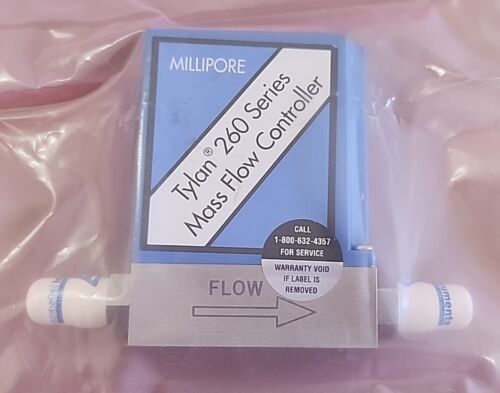 MILLIPORE
Tylan® 260 Series
Mass Flow Controller
CALL
1-800-632-4357
FOR SERVICE
WARRANTY VOID
IF LABEL IS
REMOVED
FLOW